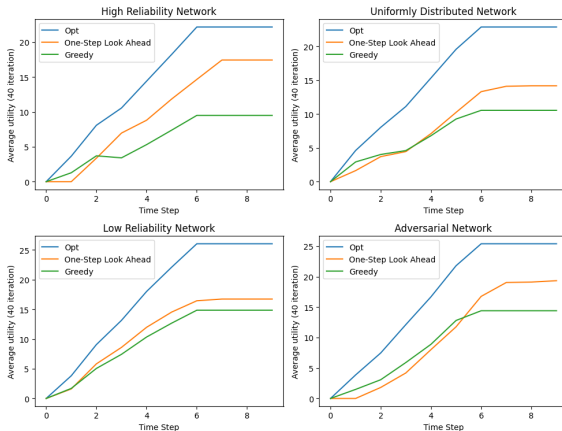 High Reliability Network
Opt
One-Step Look Ahead
Greedy
Average utility (40 iteration)
20
15
10
5
0
0 2 4 6 8
Time Step
Uniformly Distributed Network
Opt
One-Step Look Ahead
Greedy
Average utility (40 iteration)
20
15
10
5
0
0 2 4 6 8
Time Step
Low Reliability Network
Opt
One-Step Look Ahead
Greedy
Average utility (40 iteration)
25
20
15
10
5
0
0 2 4 6 8
Time Step
Adversarial Network
Opt
One-Step Look Ahead
Greedy
Average utility (40 iteration)
25
20
15
10
5
0
0 2 4 6 8
Time Step